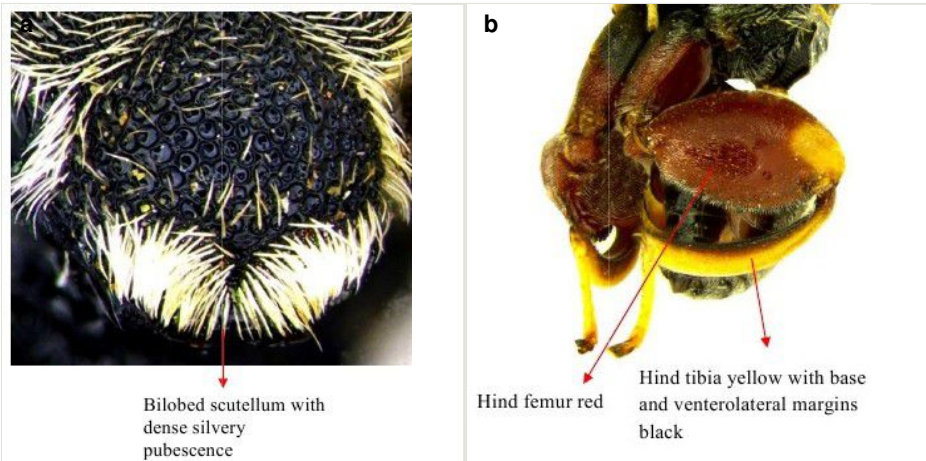 a
b
Bilobed scutellum with
dense silvery
pubescence
Hind femur red
Hind tibia yellow with base
and venterolateral margins
black